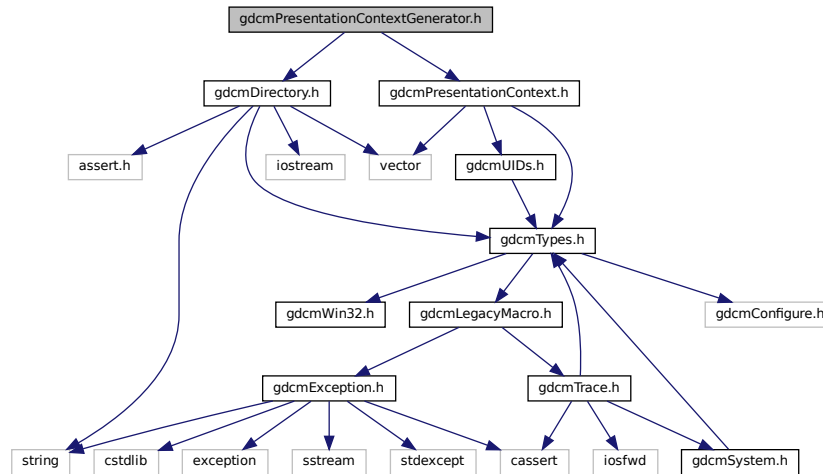 gdcmPresentationContextGenerator.h
gdcmDirectory.h
gdcmPresentationContext.h
assert.h
iostream
vector
gdcmUIDs.h
gdcmTypes.h
gdcmWin32.h
gdcmLegacyMacro.h
gdcmConfigure.h
gdcmException.h
gdcmTrace.h
string
cstdlib
exception
sstream
stdexcept
cassert
iosfwd
gdcmSystem.h